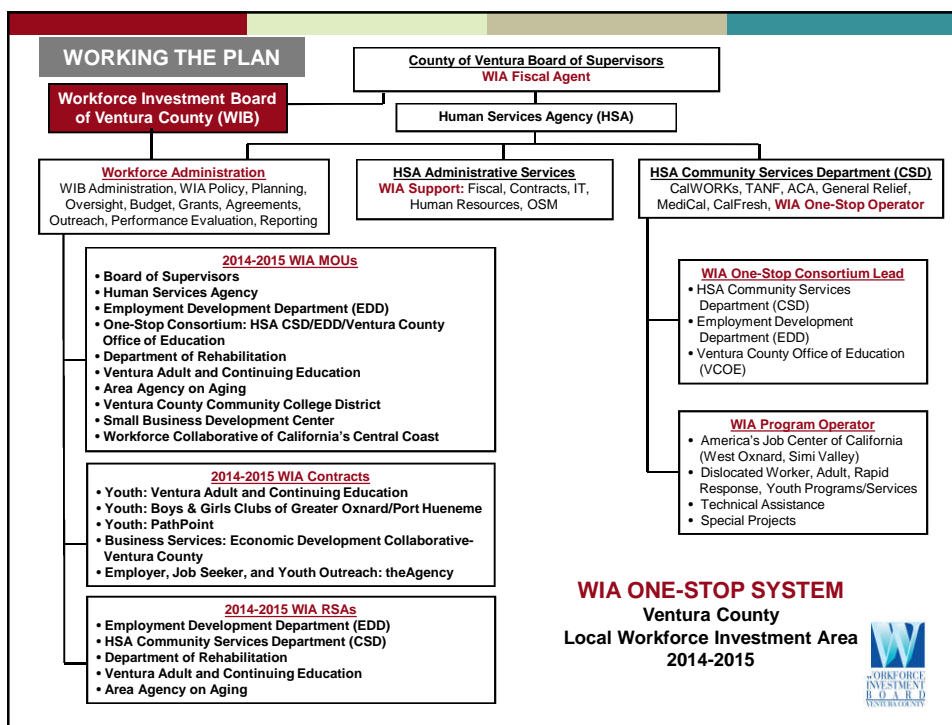 WORKING THE PLAN
County of Ventura Board of Supervisors
WIA Fiscal Agent
Workforce Investment Board
of Ventura County (WIB)
Human Services Agency (HSA)
Workforce Administration
WIB Administration, WIA Policy, Planning,
Oversight, Budget, Grants, Agreements,
Outreach, Performance Evaluation, Reporting
HSA Administrative Services
WIA Support: Fiscal, Contracts, IT,
Human Resources, OSM
HSA Community Services Department (CSD)
CalWORKs, TANF, ACA, General Relief,
MediCal, CalFresh, WIA One-Stop Operator
2014-2015 WIA MOUs
• Board of Supervisors
• Human Services Agency
• Employment Development Department (EDD)
• One-Stop Consortium: HSA CSD/EDD/Ventura County
Office of Education
• Department of Rehabilitation
• Ventura Adult and Continuing Education
• Area Agency on Aging
• Ventura County Community College District
• Small Business Development Center
• Workforce Collaborative of California's Central Coast
WIA One-Stop Consortium Lead
• HSA Community Services
Department (CSD)
• Employment Development
Department (EDD)
• Ventura County Office of Education
(VCOE)
WIA Program Operator
• America's Job Center of California
(West Oxnard, Simi Valley)
• Dislocated Worker, Adult, Rapid
Response, Youth Programs/Services
• Technical Assistance
• Special Projects
2014-2015 WIA Contracts
• Youth: Ventura Adult and Continuing Education
• Youth: Boys & Girls Clubs of Greater Oxnard/Port Hueneme
• Youth: PathPoint
• Business Services: Economic Development Collaborative-
Ventura County
• Employer, Job Seeker, and Youth Outreach: theAgency
2014-2015 WIA RSAs
• Employment Development Department (EDD)
• HSA Community Services Department (CSD)
• Department of Rehabilitation
• Ventura Adult and Continuing Education
• Area Agency on Aging
WIA ONE-STOP SYSTEM
Ventura County
Local Workforce Investment Area
2014-2015
W
WORKFORCE
INVESTMENT
BOARD
VENTURA COUNTY